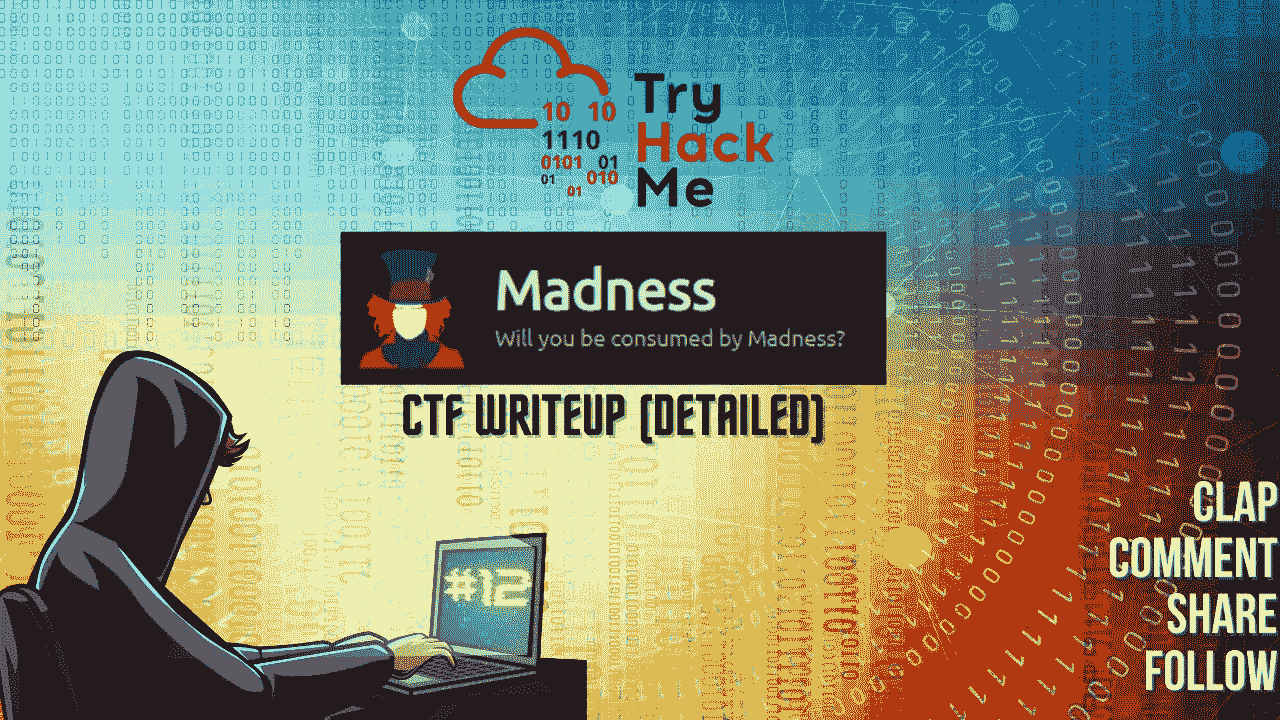 Try
10 10
Hack
1110
0101 01
Me
01 010
01
Madness
Will you be consumed by Madness?
CTF WRITEUP (DETAILED)
#12
CLAP
COMMENT
SHARE
FOLLOW